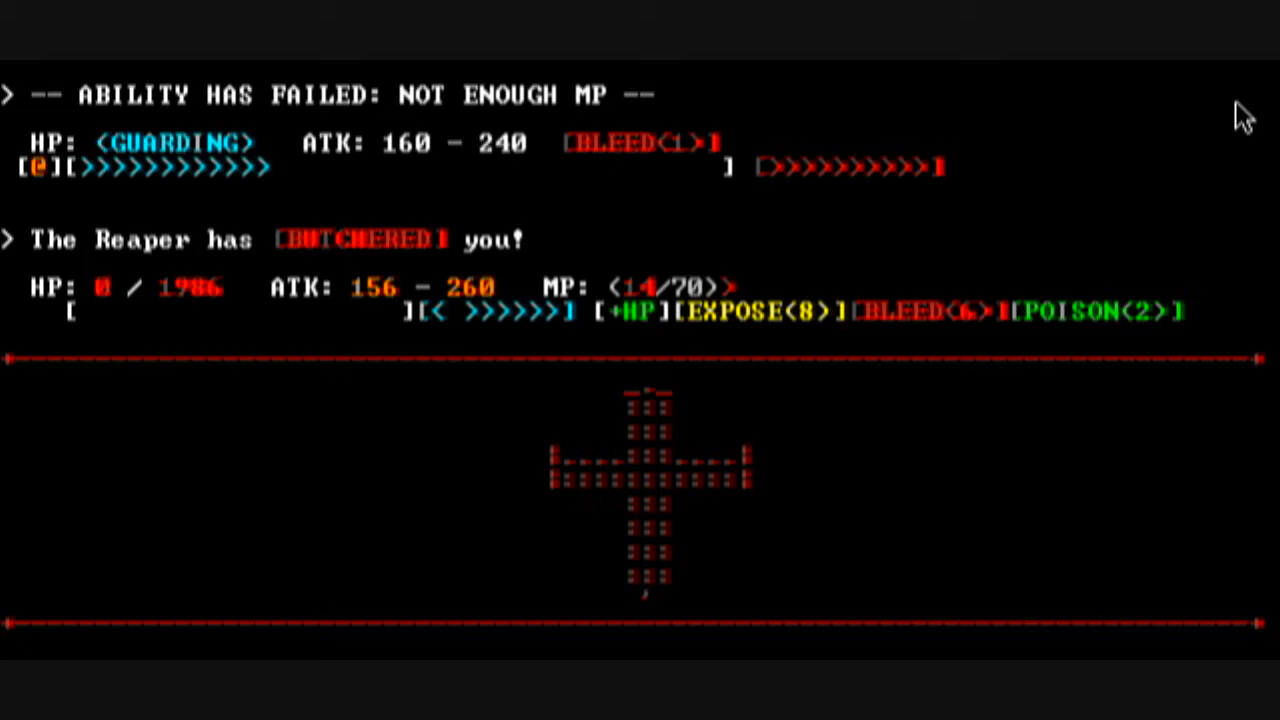 > -- ABILITY HAS FAILED: NOT ENOUGH MP --
HP: <GUARDING> ATK: 160 - 240 [BLEED<1>]
[@][>>>>>>>>>>>> ] [>>>>>>>>>>]
> The Reaper has [BUTCHERED] you!
HP: 0 / 1986 ATK: 156 - 260 MP: <14/70>>
[ ][< >>>>>>] [+HP][EXPOSE<8>][BLEED<6>][POISON<2>]